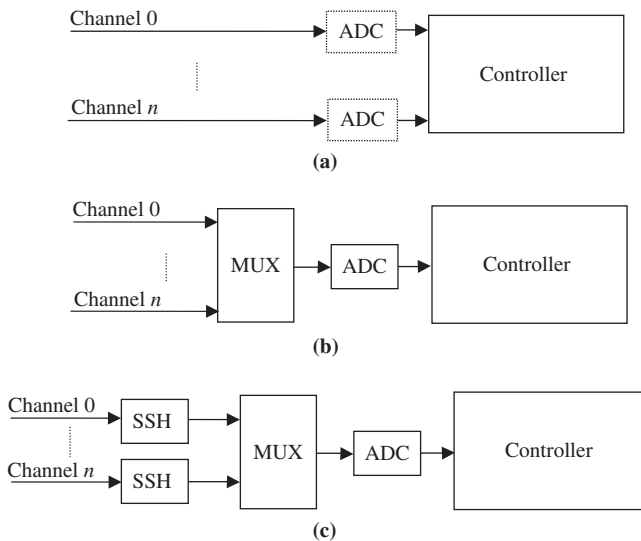 Channel 0
ADC
Controller
Channel n
ADC
(a)
Channel 0
MUX
ADC
Controller
Channel n
(b)
Channel 0
SSH
MUX
ADC
Controller
Channel n
SSH
(c)